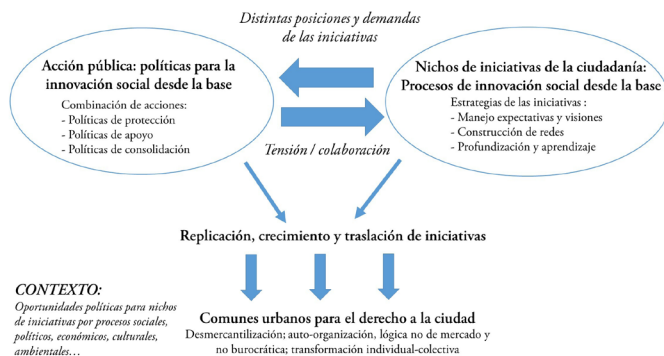 Distintas posiciones y demandas
de las iniciativas
Acción pública: políticas para la
innovación social desde la base
Combinación de acciones:
- Políticas de protección
- Políticas de apoyo
- Políticas de consolidación
Nichos de iniciativas de la ciudadanía:
Procesos de innovación social desde la base
Estrategias de las iniciativas :
- Manejo expectativas y visiones
- Construcción de redes
- Profundización y aprendizaje
Tensión / colaboración
Replicación, crecimiento y traslación de iniciativas
CONTEXTO:
Oportunidades políticas para nichos
de iniciativas por procesos sociales,
políticos, económicos, culturales,
ambientales…
Comunes urbanos para el derecho a la ciudad
Desmercantilización; auto-organización, lógica no de mercado y
no burocrática; transformación individual-colectiva